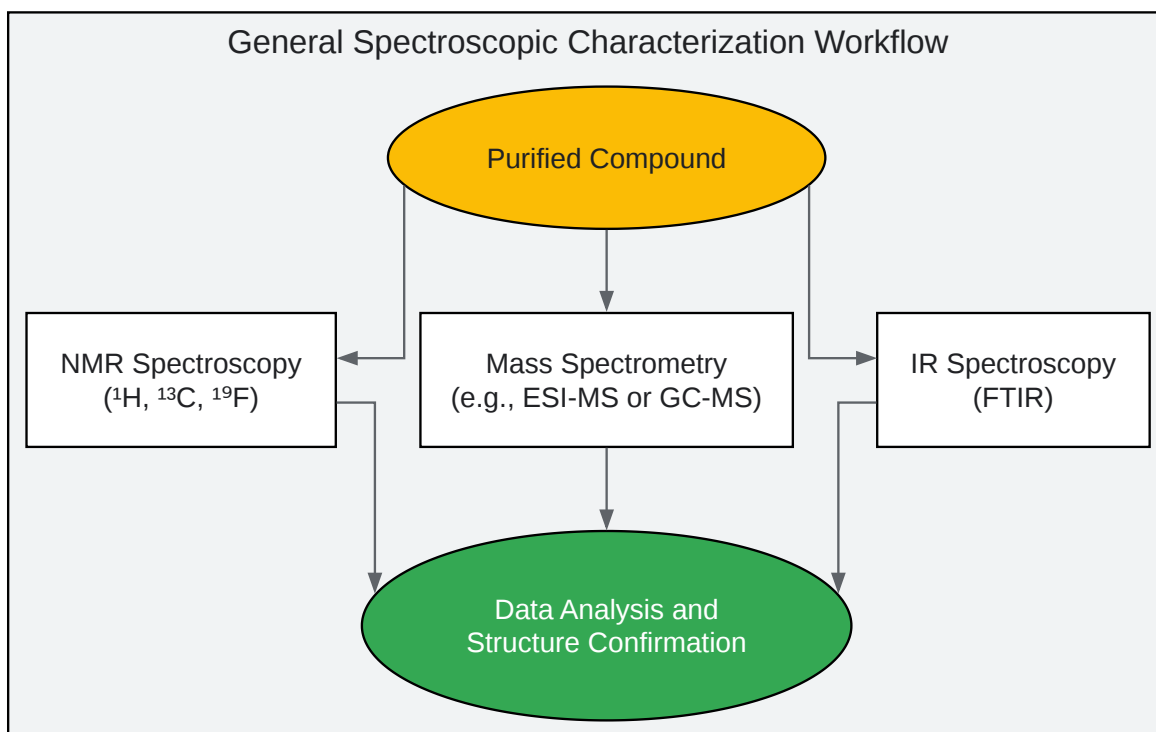 General Spectroscopic Characterization Workflow
Purified Compound
NMR Spectroscopy
(¹H, ¹³C, ¹⁹F)
Mass Spectrometry
(e.g., ESI-MS or GC-MS)
IR Spectroscopy
(FTIR)
Data Analysis and
Structure Confirmation